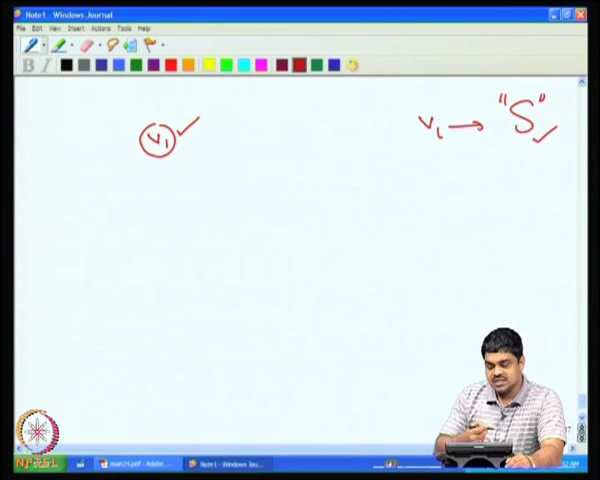 Note1 - Windows Journal
File Edit View Insert Actions Tools Help
B I
V1 ✓
V1 → "S" ✓
NPTEL
Note1 - Windows Jou...